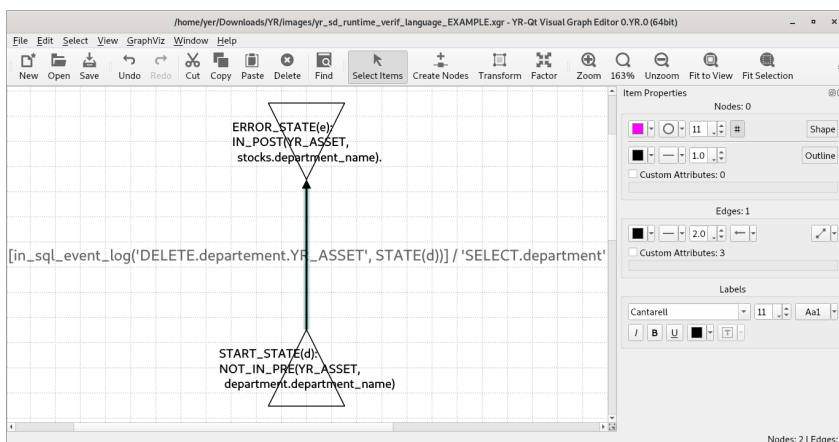 /home/yer/Downloads/YR/images/yr_sd_runtime_verif_language_EXAMPLE.xgr - YR-Qt Visual Graph Editor 0.YR.0 (64bit)
File Edit Select View GraphViz Window Help
New Open Save Undo Redo Cut Copy Paste Delete Find Select Items Create Nodes Transform Factor Zoom 163% Unzoom Fit to View Fit Selection
Item Properties
Nodes: 0
11 # Shape
1.0 Outline
Custom Attributes: 0
Edges: 1
2.0
Custom Attributes: 3
Labels
Cantarell 11 Aa1
I B U T
ERROR_STATE(e):
IN_POST(YR_ASSET,
stocks.department_name).
[in_sql_event_log('DELETE.departement.YR_ASSET', STATE(d))] / 'SELECT.department'
START_STATE(d):
NOT_IN_PRE(YR_ASSET,
department.department_name)
Nodes: 2 | Edges: